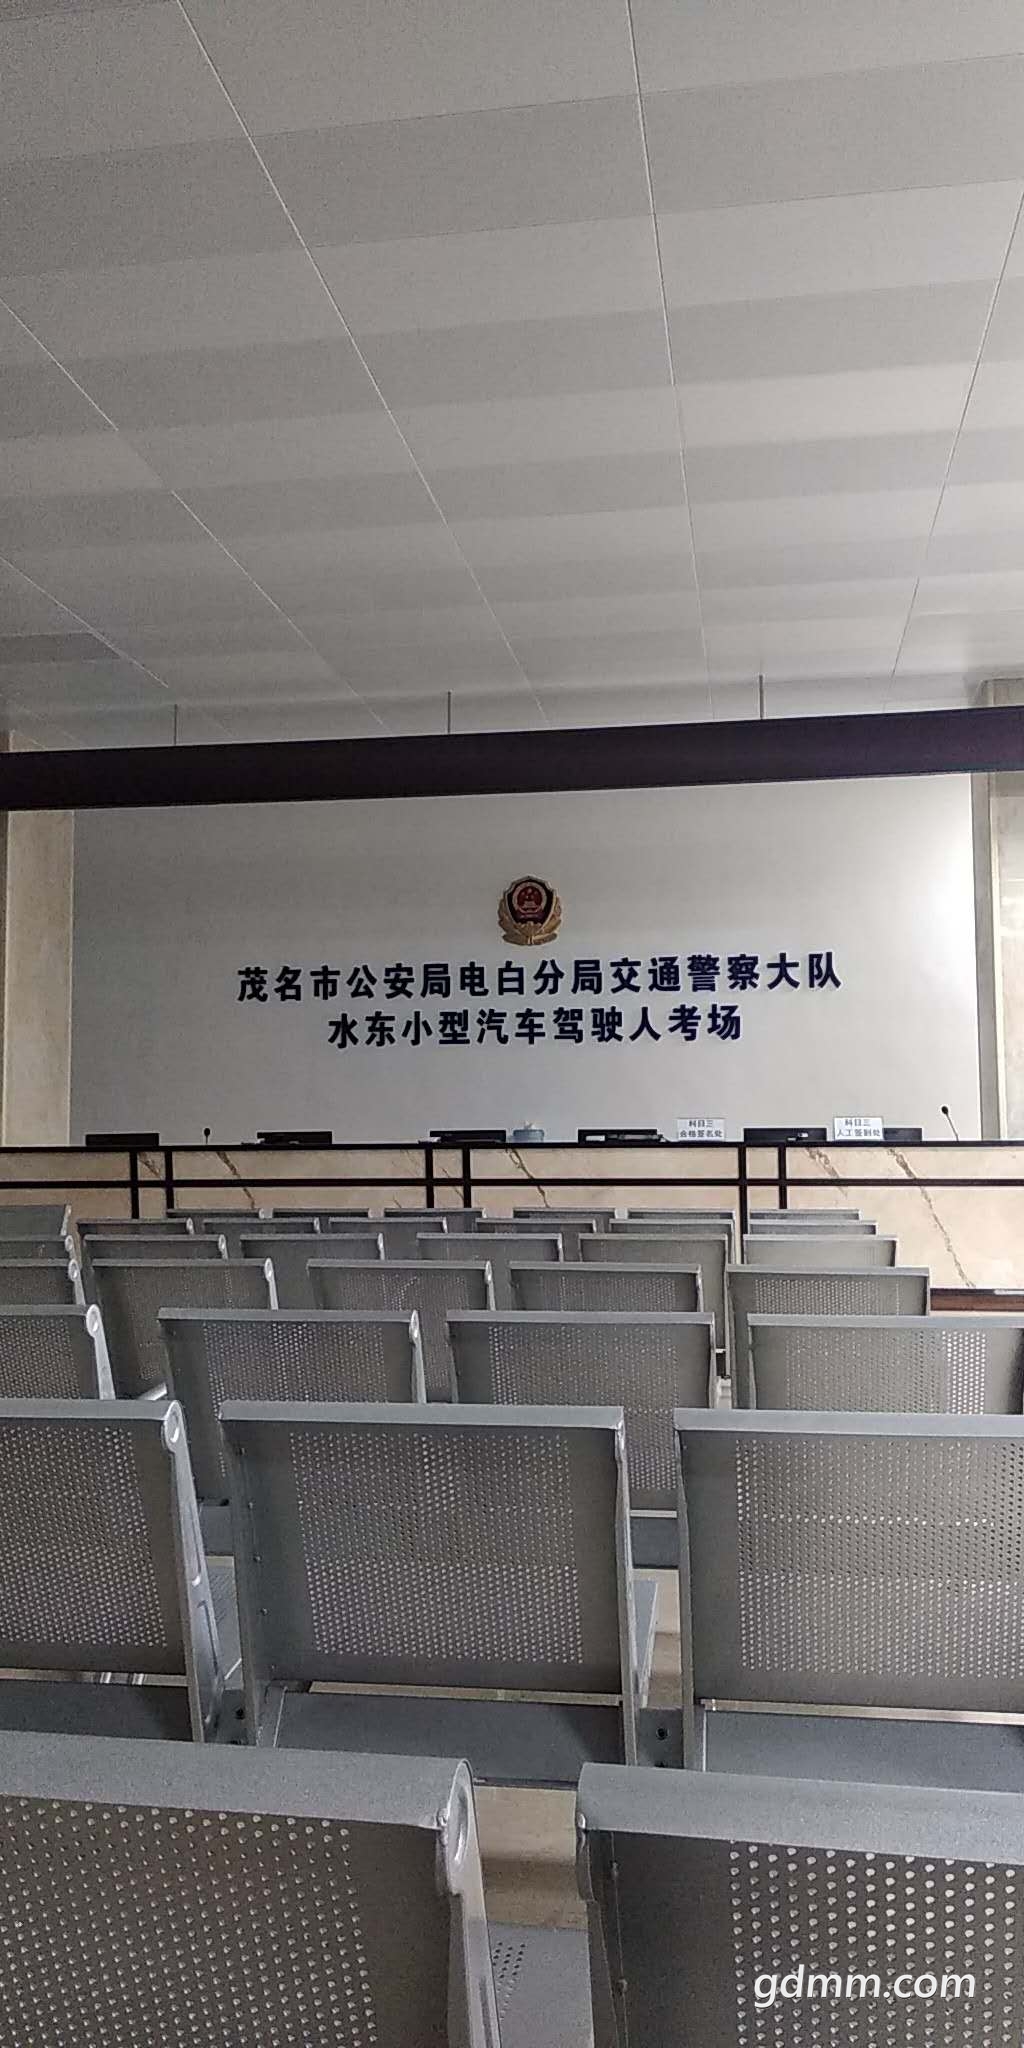 茂名市公安局电白分局交通警察大队
水东小型汽车驾驶人考场
科目三
合格签名处
科目三
人工签到处
gdmm.com